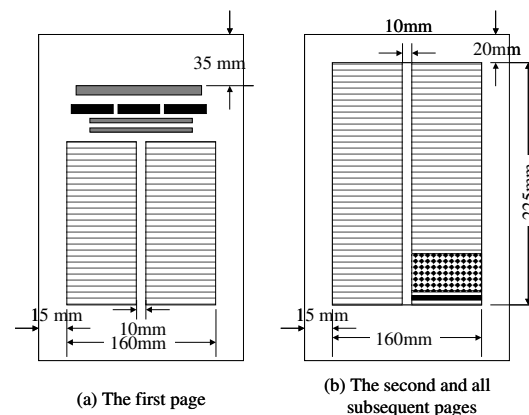 35 mm
15 mm
10mm
160mm
(a) The first page
10mm
20mm
225mm
15 mm
160mm
(b) The second and all
subsequent pages